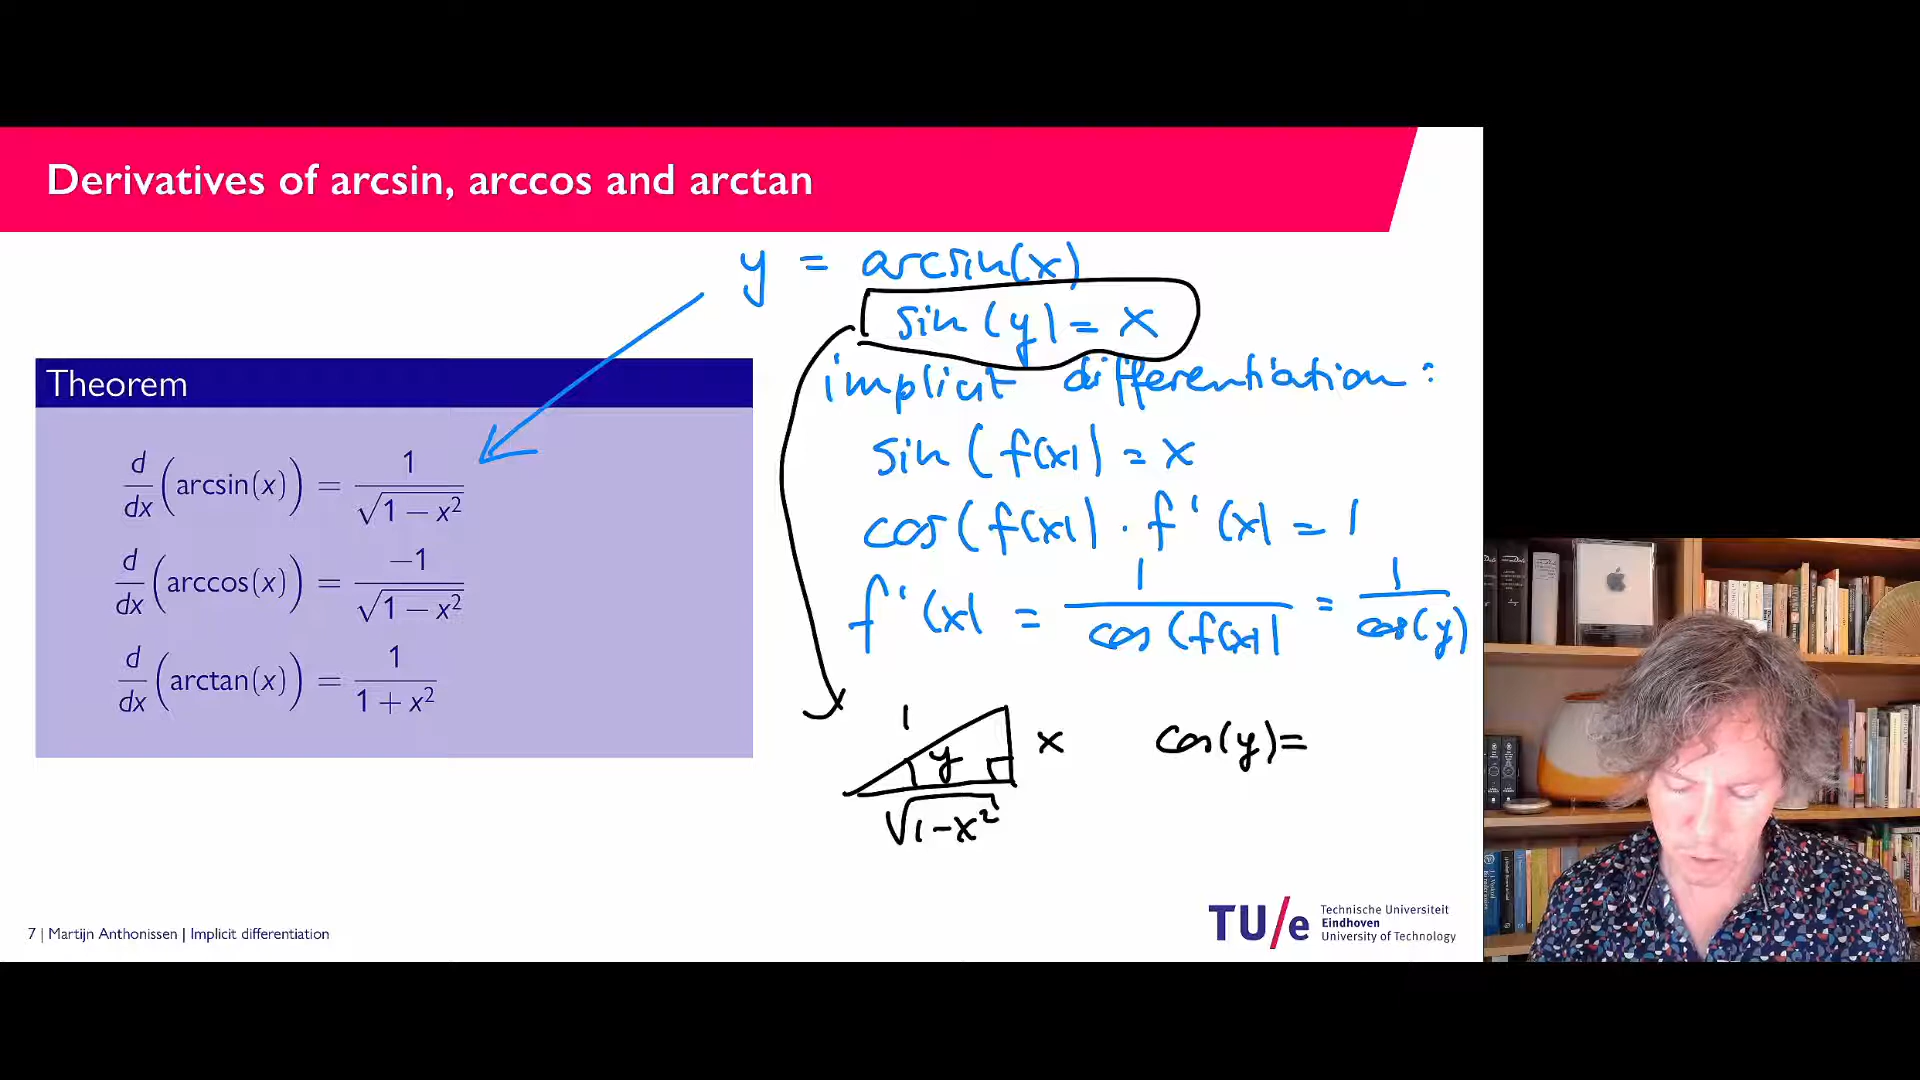 Derivatives of arcsin, arccos and arctan
y = arcsin(x)
sin(y) = x
implicit differentiation:
sin(f(x)) = x
cos(f(x)) · f'(x) = 1
f'(x) = 1/cos(f(x)) = 1/cos(y)
1
y
x
√1-x²
cos(y)=
Theorem
d/dx (arcsin(x)) = 1/√(1 − x²)
d/dx (arccos(x)) = −1/√(1 − x²)
d/dx (arctan(x)) = 1/(1 + x²)
7 | Martijn Anthonissen | Implicit differentiation
TU/e
Technische Universiteit
Eindhoven
University of Technology